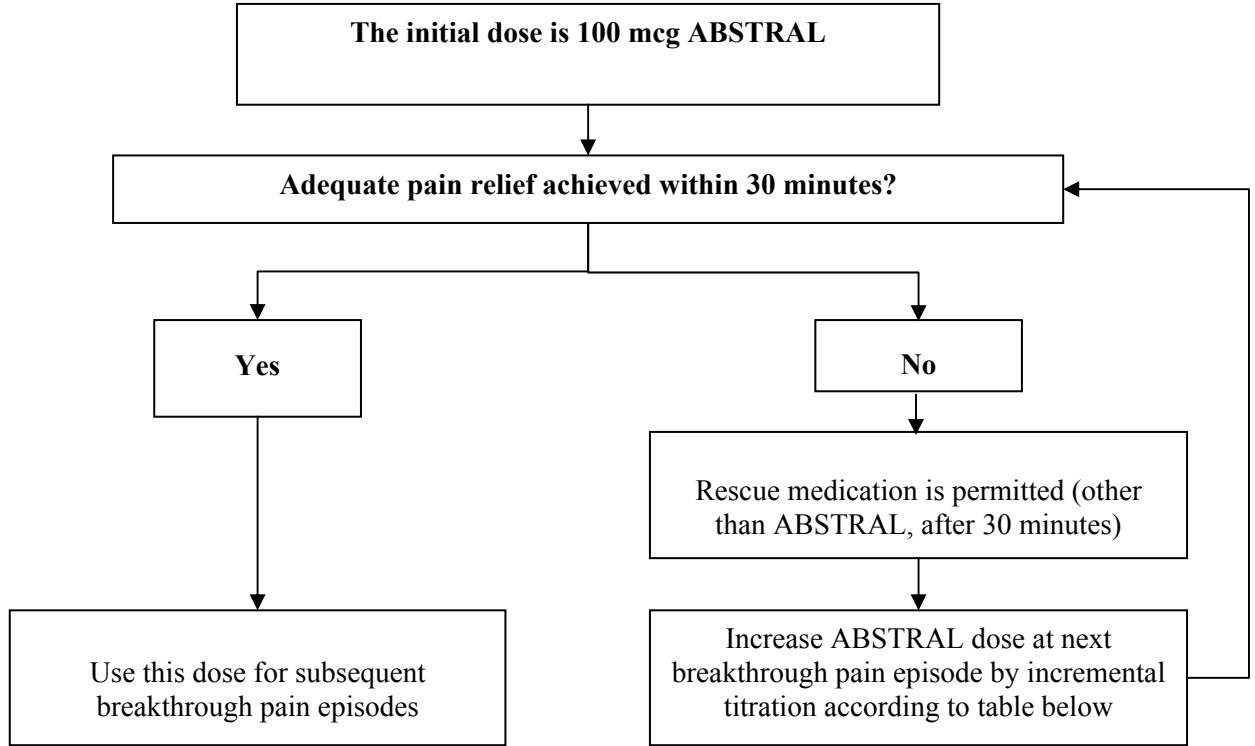 The initial dose is 100 mcg ABSTRAL
Adequate pain relief achieved within 30 minutes?
Yes
No
Rescue medication is permitted (other
than ABSTRAL, after 30 minutes)
Use this dose for subsequent
breakthrough pain episodes
Increase ABSTRAL dose at next
breakthrough pain episode by incremental
titration according to table below